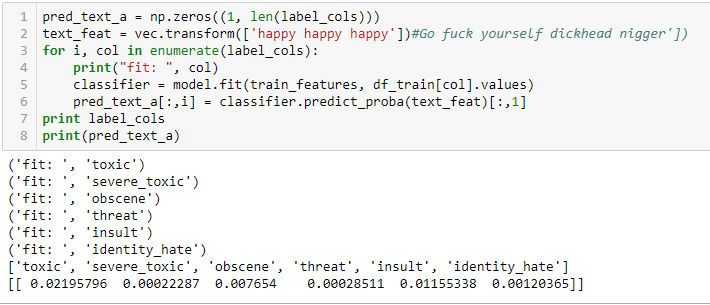 1 pred_text_a = np.zeros((1, len(label_cols)))
2 text_feat = vec.transform(['happy happy happy'])#Go fuck yourself dickhead nigger'])
3 for i, col in enumerate(label_cols):
4     print("fit: ", col)
5     classifier = model.fit(train_features, df_train[col].values)
6     pred_text_a[:,i] = classifier.predict_proba(text_feat)[:,1]
7 print label_cols
8 print(pred_text_a)
('fit: ', 'toxic')
('fit: ', 'severe_toxic')
('fit: ', 'obscene')
('fit: ', 'threat')
('fit: ', 'insult')
('fit: ', 'identity_hate')
['toxic', 'severe_toxic', 'obscene', 'threat', 'insult', 'identity_hate']
[[ 0.02195796  0.00022287  0.007654    0.00028511  0.01155338  0.00120365]]